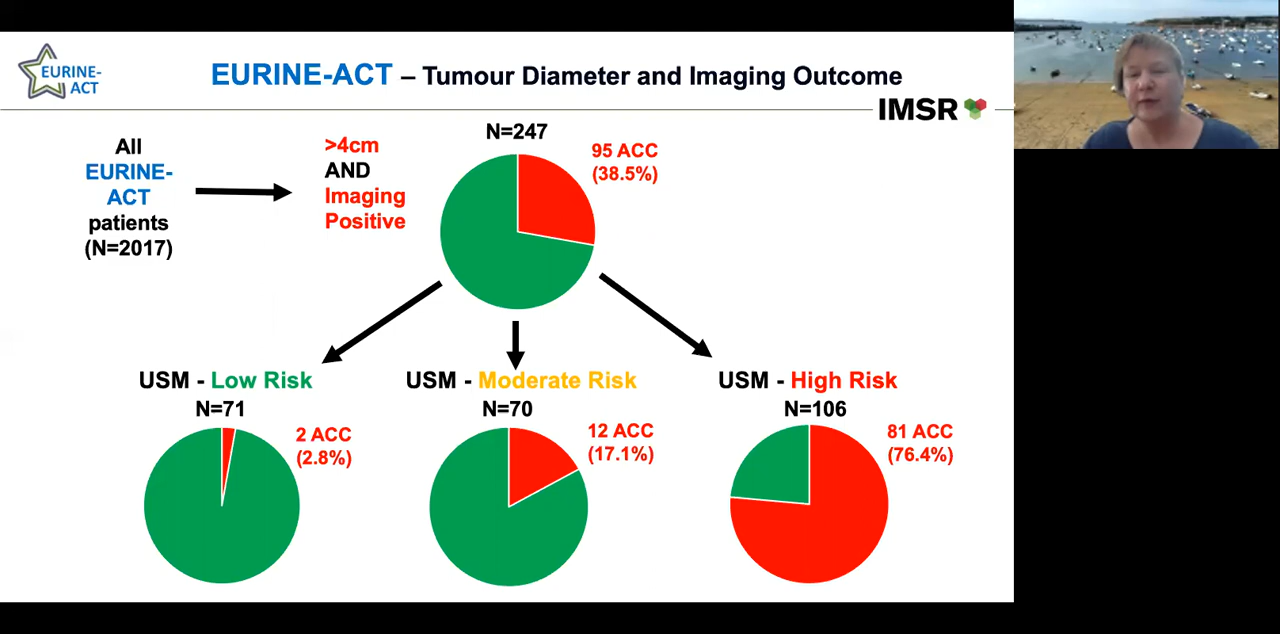 EURINE-
ACT
EURINE-ACT – Tumour Diameter and Imaging Outcome
IMSR
All
EURINE-
ACT
patients
(N=2017)
>4cm
AND
Imaging
Positive
N=247
95 ACC
(38.5%)
USM - Low Risk
N=71
2 ACC
(2.8%)
USM - Moderate Risk
N=70
12 ACC
(17.1%)
USM - High Risk
N=106
81 ACC
(76.4%)